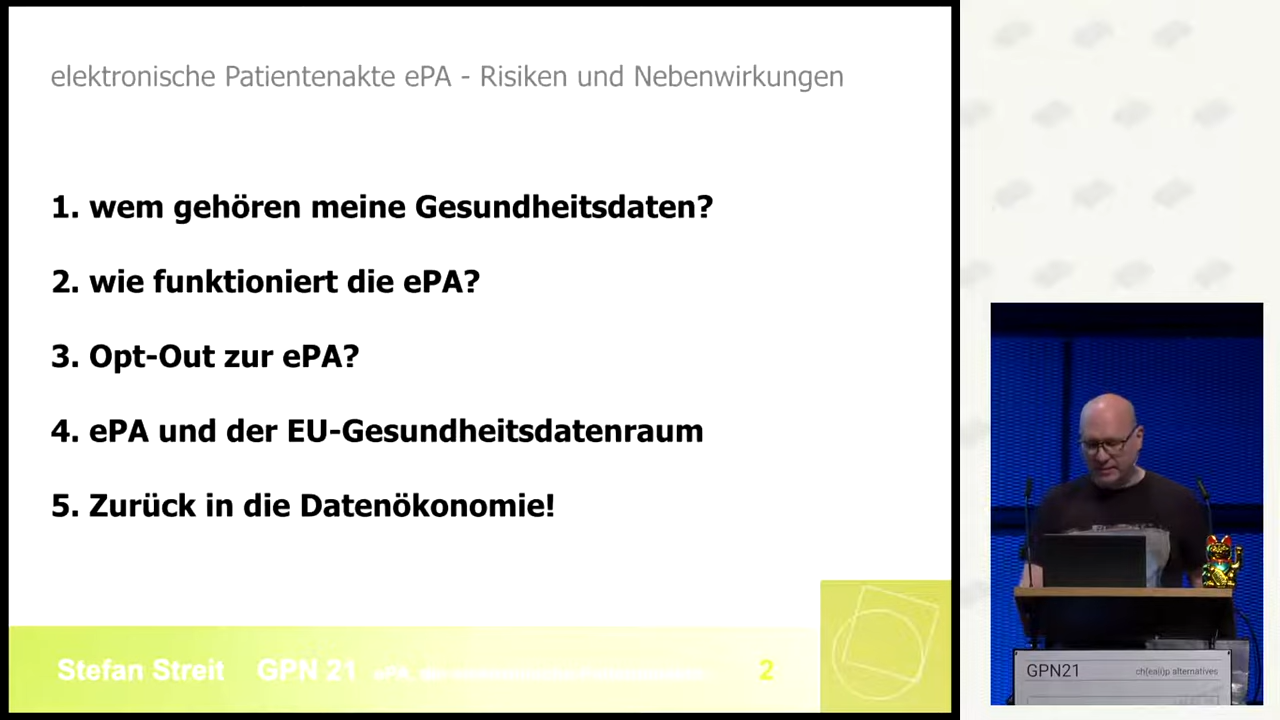 elektronische Patientenakte ePA - Risiken und Nebenwirkungen
1. wem gehören meine Gesundheitsdaten?
2. wie funktioniert die ePA?
3. Opt-Out zur ePA?
4. ePA und der EU-Gesundheitsdatenraum
5. Zurück in die Datenökonomie!
Stefan Streit GPN 21 ePA, 2
GPN21 ch[ea(i)p alternatives